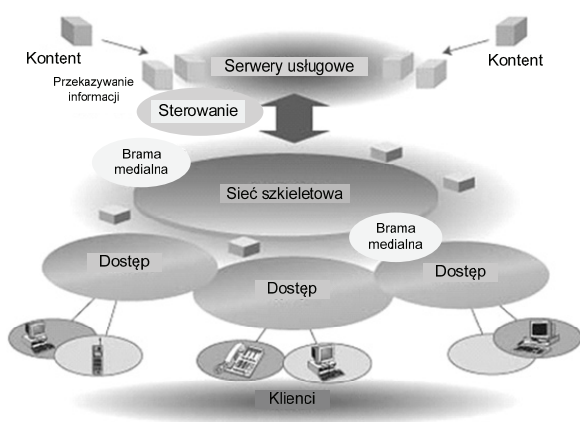 Kontent
Kontent
Serwery usługowe
Przekazywanie
informacji
Sterowanie
Brama
medialna
Sieć szkieletowa
Brama
medialna
Dostęp
Dostęp
Dostęp
Klienci